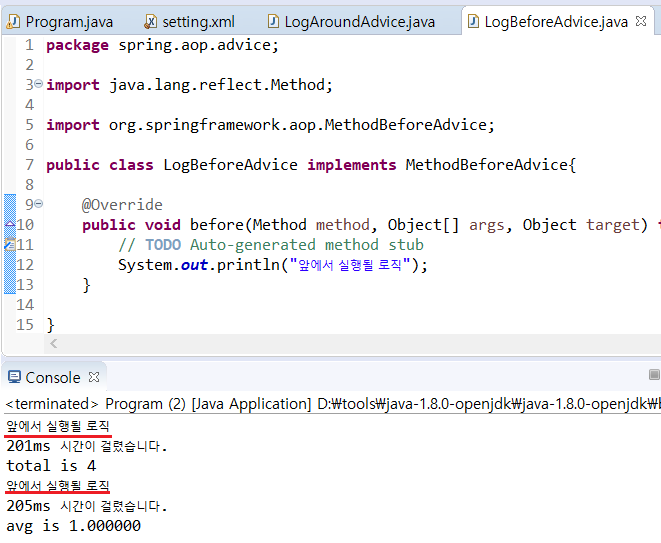 Program.java setting.xml LogAroundAdvice.java LogBeforeAdvice.java
1 package spring.aop.advice;
2
3 import java.lang.reflect.Method;
4
5 import org.springframework.aop.MethodBeforeAdvice;
6
7 public class LogBeforeAdvice implements MethodBeforeAdvice{
8
9 @Override
10 public void before(Method method, Object[] args, Object target) t
11 // TODO Auto-generated method stub
12 System.out.println("앞에서 실행될 로직");
13 }
14
15 }
Console
<terminated> Program (2) [Java Application] D:₩tools₩java-1.8.0-openjdk₩java-1.8.0-openjdk₩b
앞에서 실행될 로직
201ms 시간이 걸렸습니다.
total is 4
앞에서 실행될 로직
205ms 시간이 걸렸습니다.
avg is 1.000000